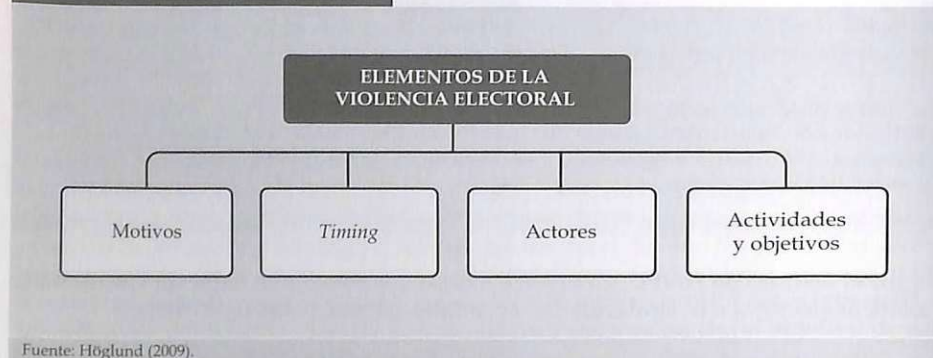 ELEMENTOS DE LA
VIOLENCIA ELECTORAL
Motivos
Timing
Actores
Actividades
y objetivos
Fuente: Höglund (2009).